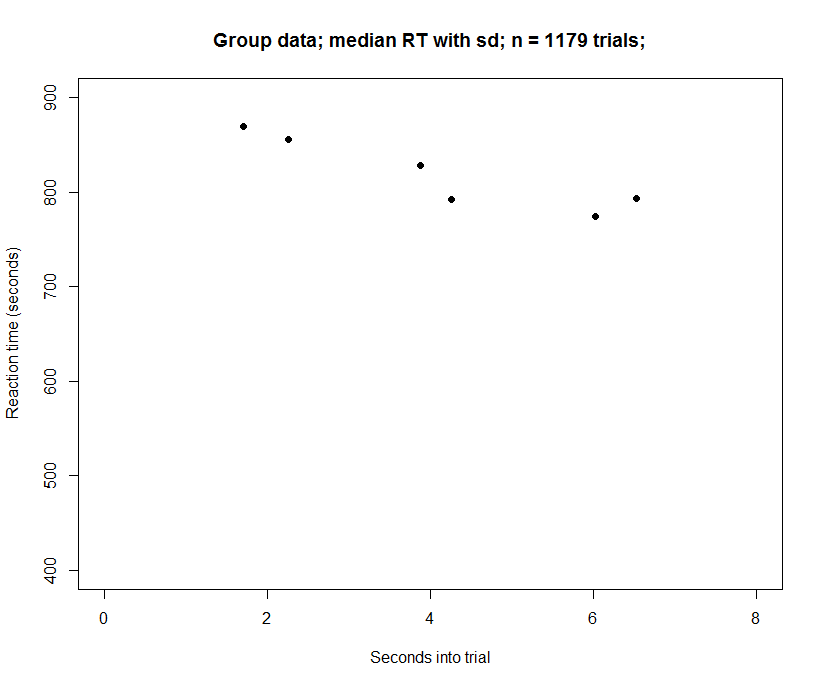 Group data; median RT with sd; n = 1179 trials;
900
800
700
600
500
400
Reaction time (seconds)
0 2 4 6 8
Seconds into trial